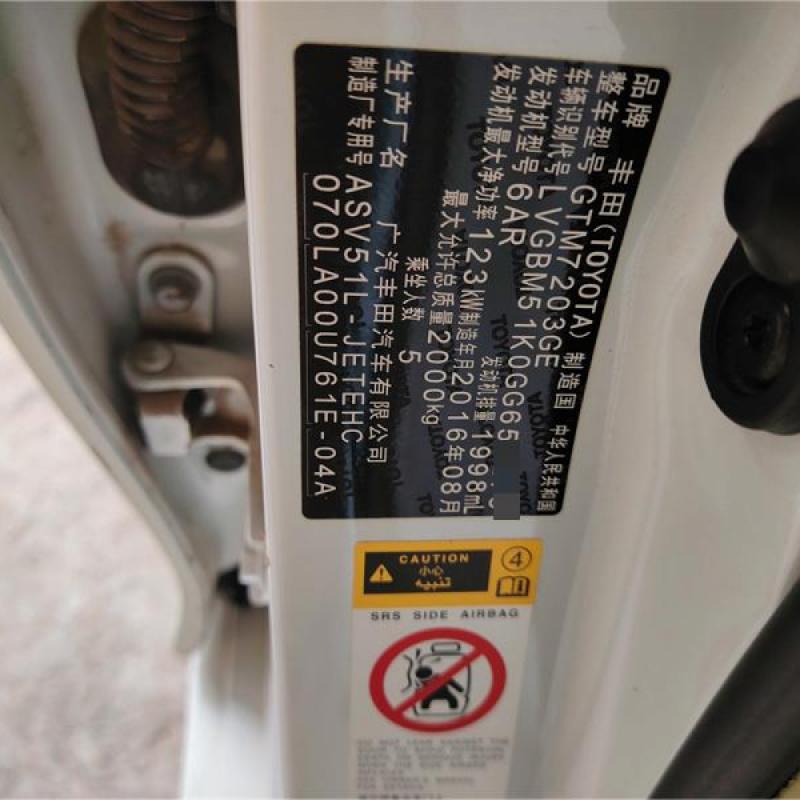 品牌 丰田(TOYOTA) 制造国 中华人民共和国
整车型号 GTM7203GE
车辆识别代号 LVGBM51K0GG65
发动机型号 6AR 发动机排量 1998mL
发动机最大净功率 123kW 制造年月 2016年08月
最大允许总质量 2000kg
乘坐人数 5
生产厂名 广汽丰田汽车有限公司
制造厂专用号 ASV51L-JETEHC
070LA00U761E-04A
CAUTION
小心
تنبيه
4
SRS SIDE AIRBAG